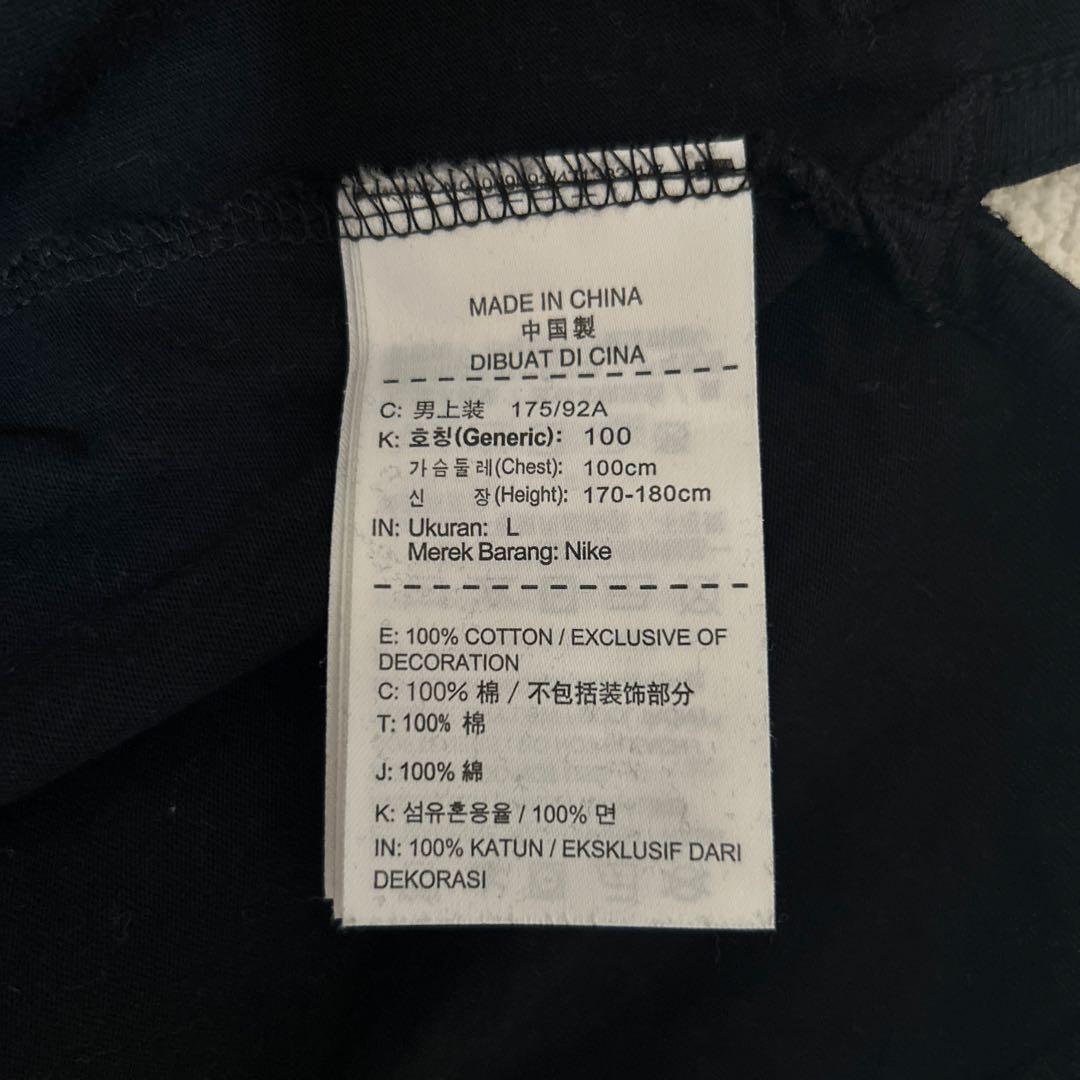 MADE IN CHINA
中国製
DIBUAT DI CINA
C: 男上装 175/92A
K: 호칭(Generic): 100
가슴둘레(Chest): 100cm
신 장(Height): 170-180cm
IN: Ukuran: L
Merek Barang: Nike
E: 100% COTTON / EXCLUSIVE OF
DECORATION
C: 100% 棉 / 不包括装饰部分
T: 100% 棉
J: 100% 綿
K: 섬유혼용율 / 100% 면
IN: 100% KATUN / EKSKLUSIF DARI
DEKORASI